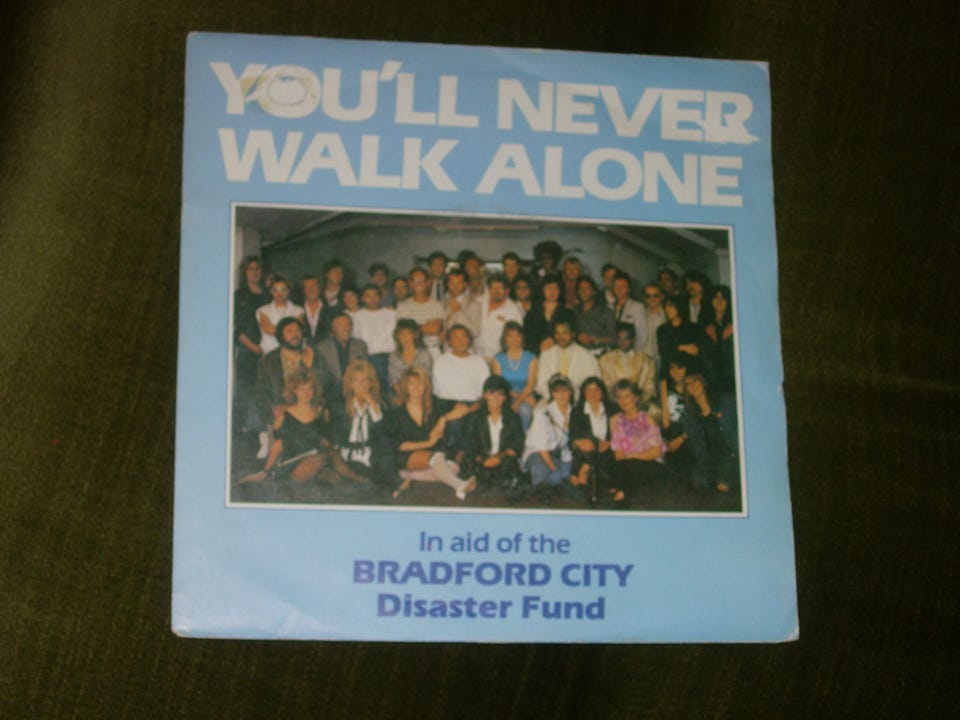 YOU'LL NEVER
WALK ALONE
In aid of the
BRADFORD CITY
Disaster Fund